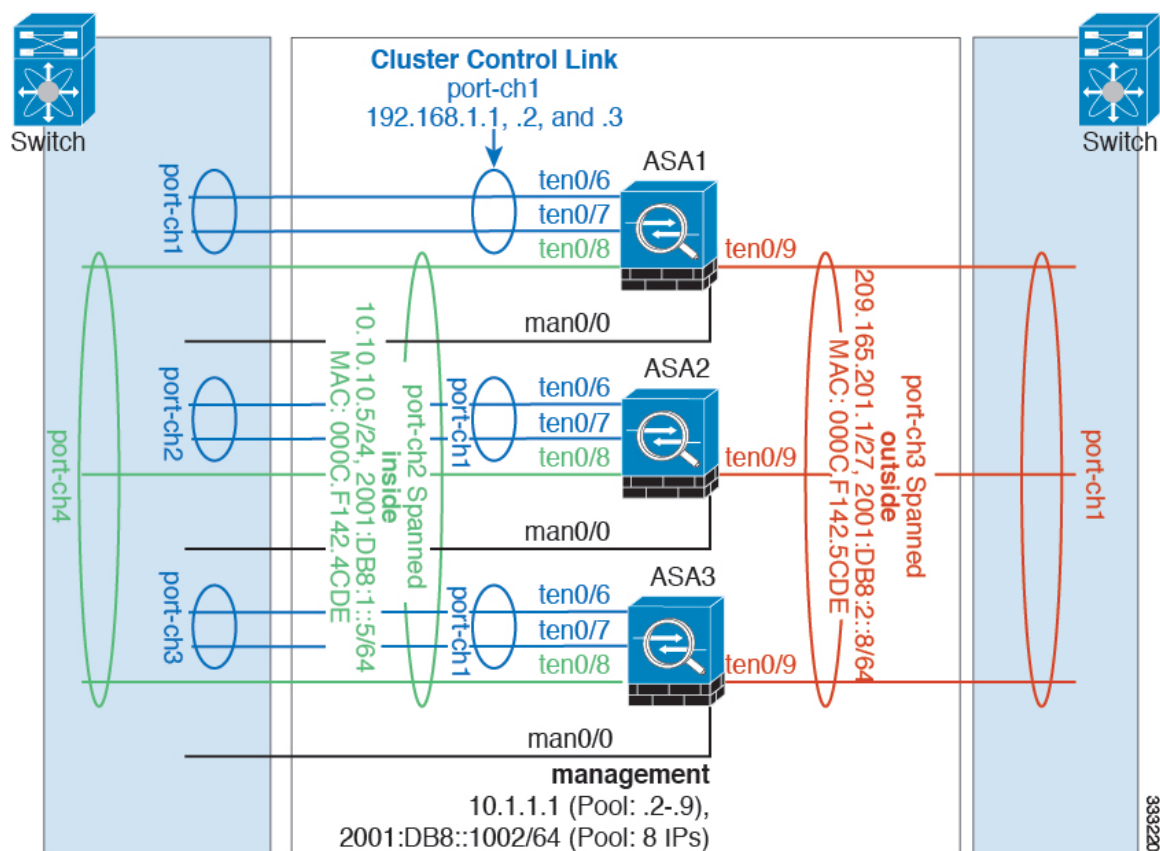 Switch
Switch
Cluster Control Link
port-ch1
192.168.1.1, .2, and .3
ASA1
port-ch1
ten0/6
ten0/7
ten0/8
ten0/9
man0/0
ASA2
port-ch2
port-ch1
ten0/6
ten0/7
ten0/8
ten0/9
man0/0
ASA3
port-ch3
port-ch1
ten0/6
ten0/7
ten0/8
ten0/9
man0/0
port-ch4
port-ch2 Spanned
inside
10.10.10.5/24, 2001:DB8:1::5/64
MAC: 000C.F142.4CDE
port-ch3 Spanned
outside
209.165.201.1/27, 2001:DB8:2::8/64
MAC: 000C.F142.5CDE
port-ch1
management
10.1.1.1 (Pool: .2-.9),
2001:DB8::1002/64 (Pool: 8 IPs)
333220